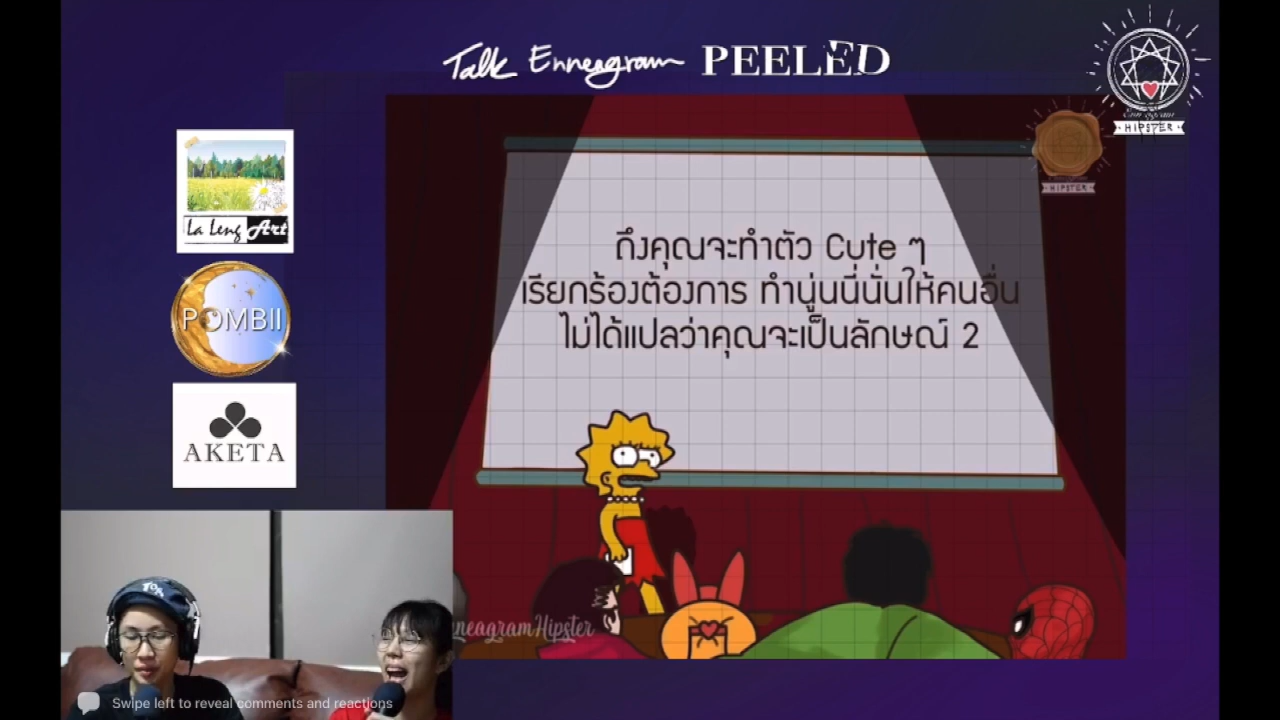 Talk Enneagram PEELED
HIPSTER
HIPSTER
La Leng Art
POMBII
AKETA
ถึงคุณจะทำตัว Cute ๆ
เรียกร้องต้องการ ทำนู่นนี่นั่นให้คนอื่น
ไม่ได้แปลว่าคุณจะเป็นลักษณ์ 2
neagramHipster
Swipe left to reveal comments and reactions